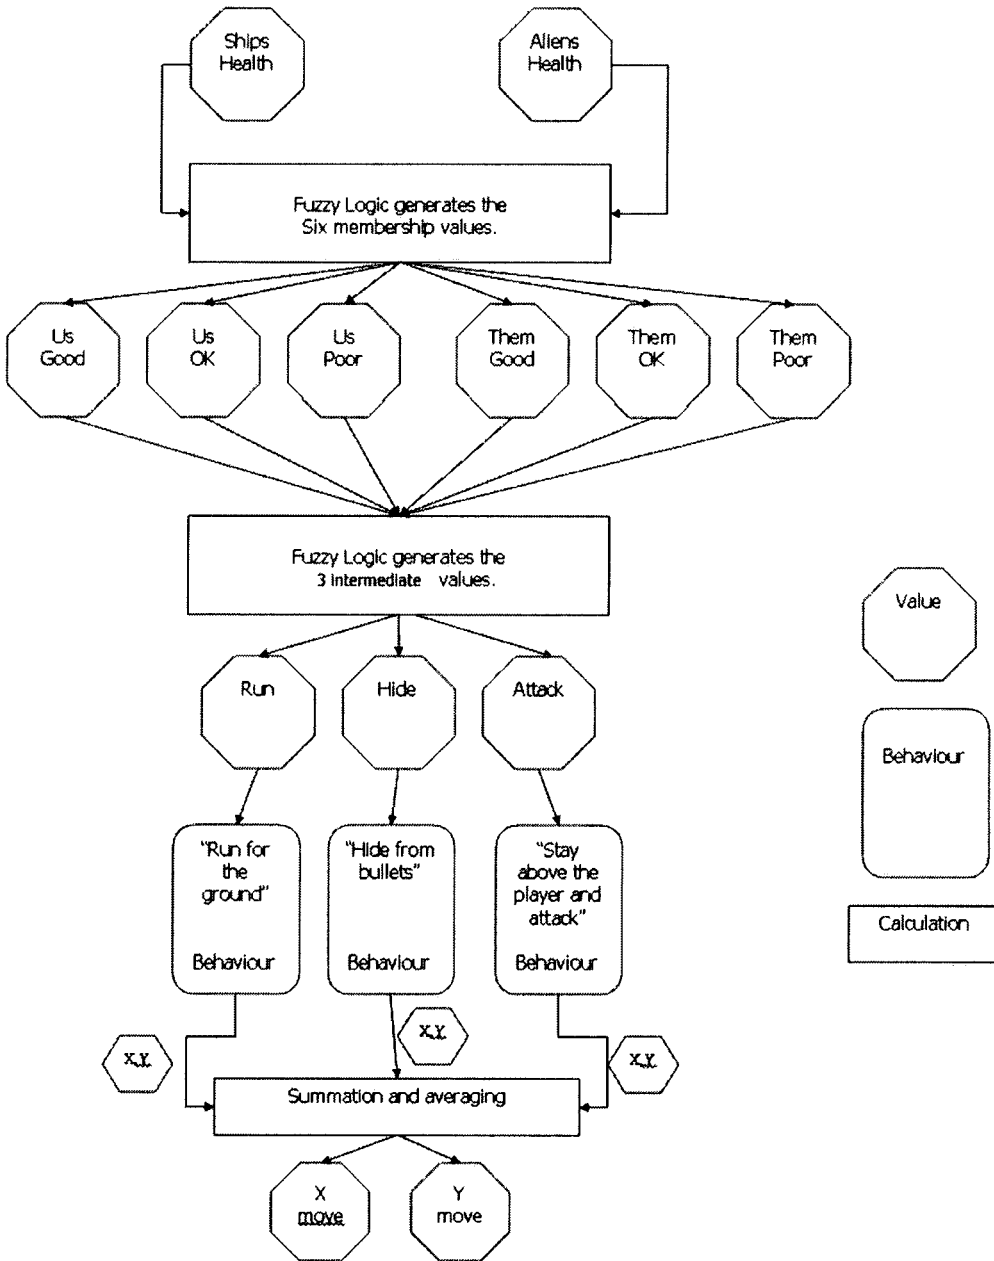 Ships
Health
Aliens
Health
Fuzzy Logic generates the
Six membership values.
Us
Good
Us
OK
Us
Poor
Them
Good
Them
OK
Them
Poor
Fuzzy Logic generates the
3 intermediate values.
Value
Run
Hide
Attack
Behaviour
"Run for
the
ground"
Behaviour
"Hide from
bullets"
Behaviour
"Stay
above the
player and
attack"
Behaviour
Calculation
X,Y
X,Y
X,Y
Summation and averaging
X
move
Y
move